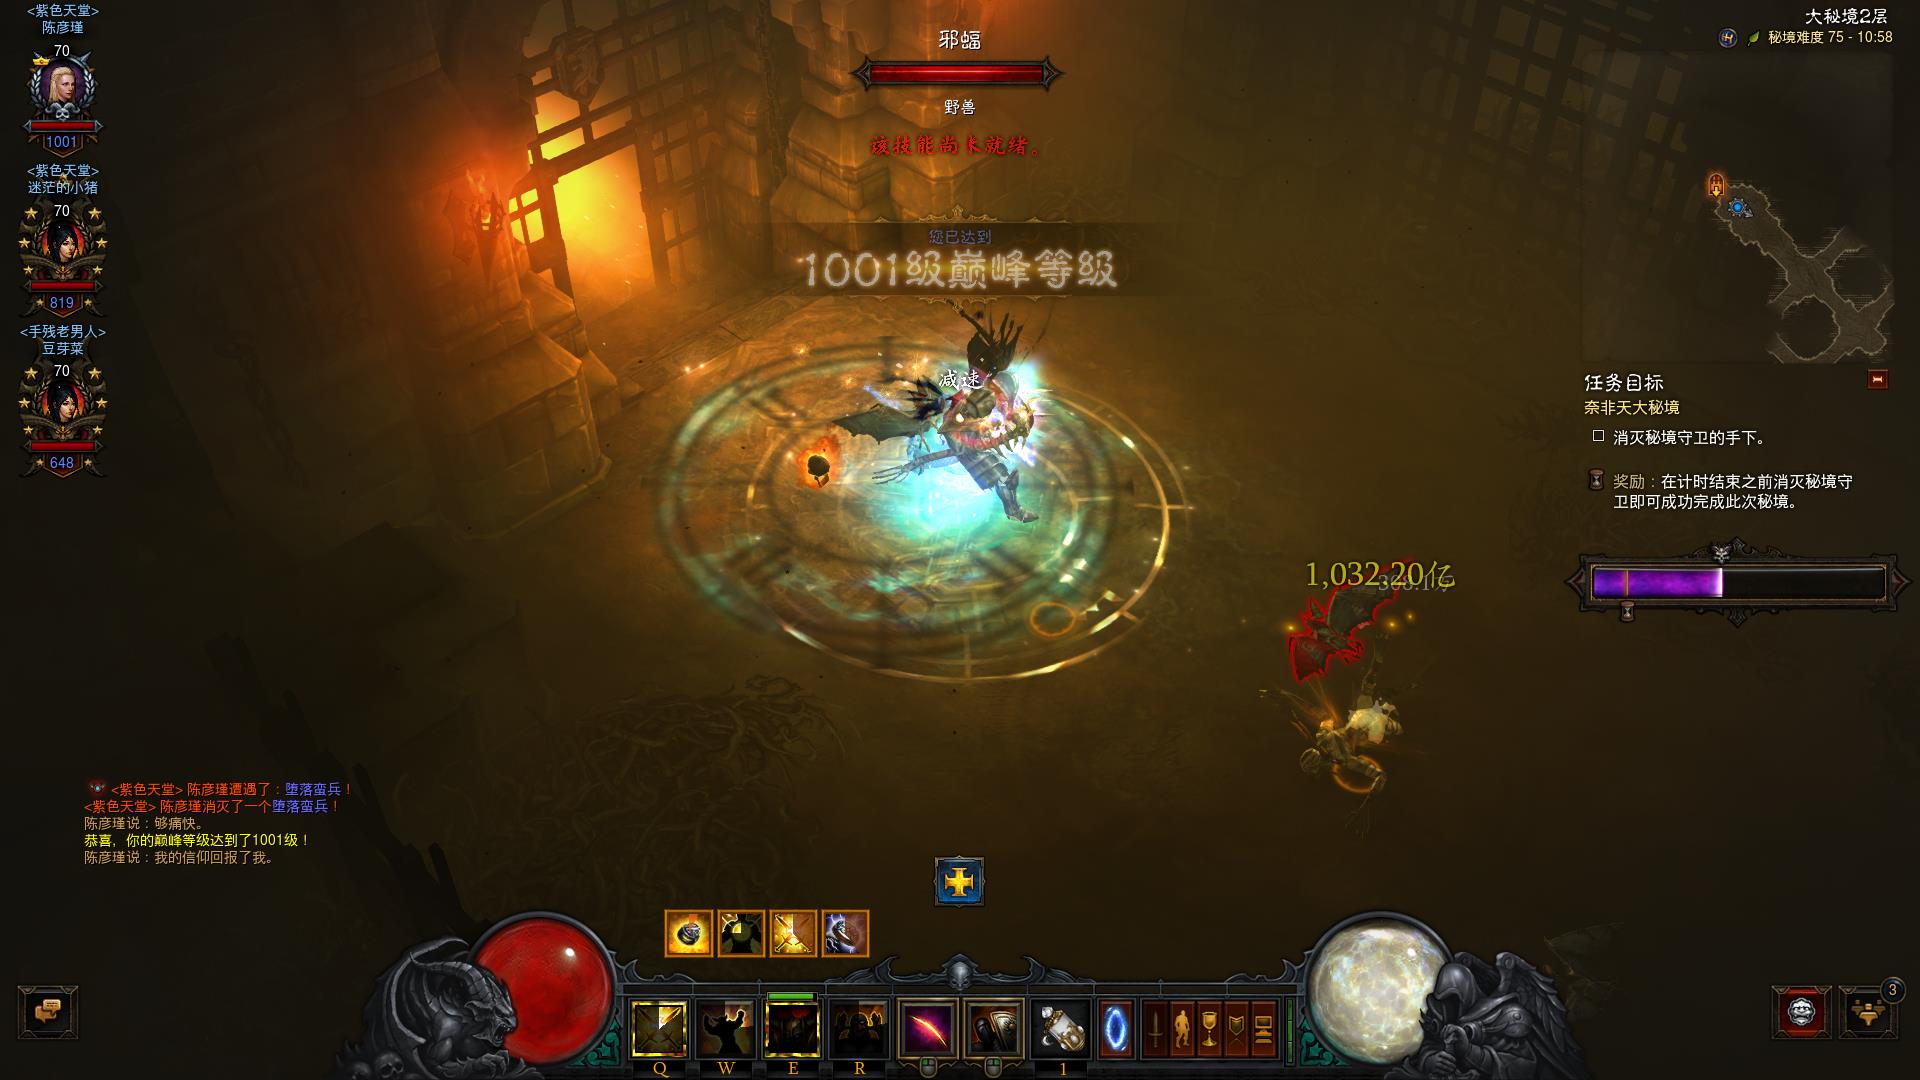 <紫色天堂>
陈彦瑾
70
1001
<紫色天堂>
迷茫的小猪
70
819
<手残老男人>
豆芽菜
70
648
邪蝠
野兽
该技能尚未就绪。
您已达到
1001级巅峰等级
减速
1,032,20亿
大秘境2层
秘境难度 75 - 10:58
任务目标
奈非天大秘境
消灭秘境守卫的手下。
奖励：在计时结束之前消灭秘境守
卫即可成功完成此次秘境。
<紫色天堂> 陈彦瑾遭遇了：堕落蛮兵！
<紫色天堂> 陈彦瑾消灭了一个堕落蛮兵！
陈彦瑾说：够痛快。
恭喜，你的巅峰等级达到了1001级！
陈彦瑾说：我的信仰回报了我。
Q W E R 1
3